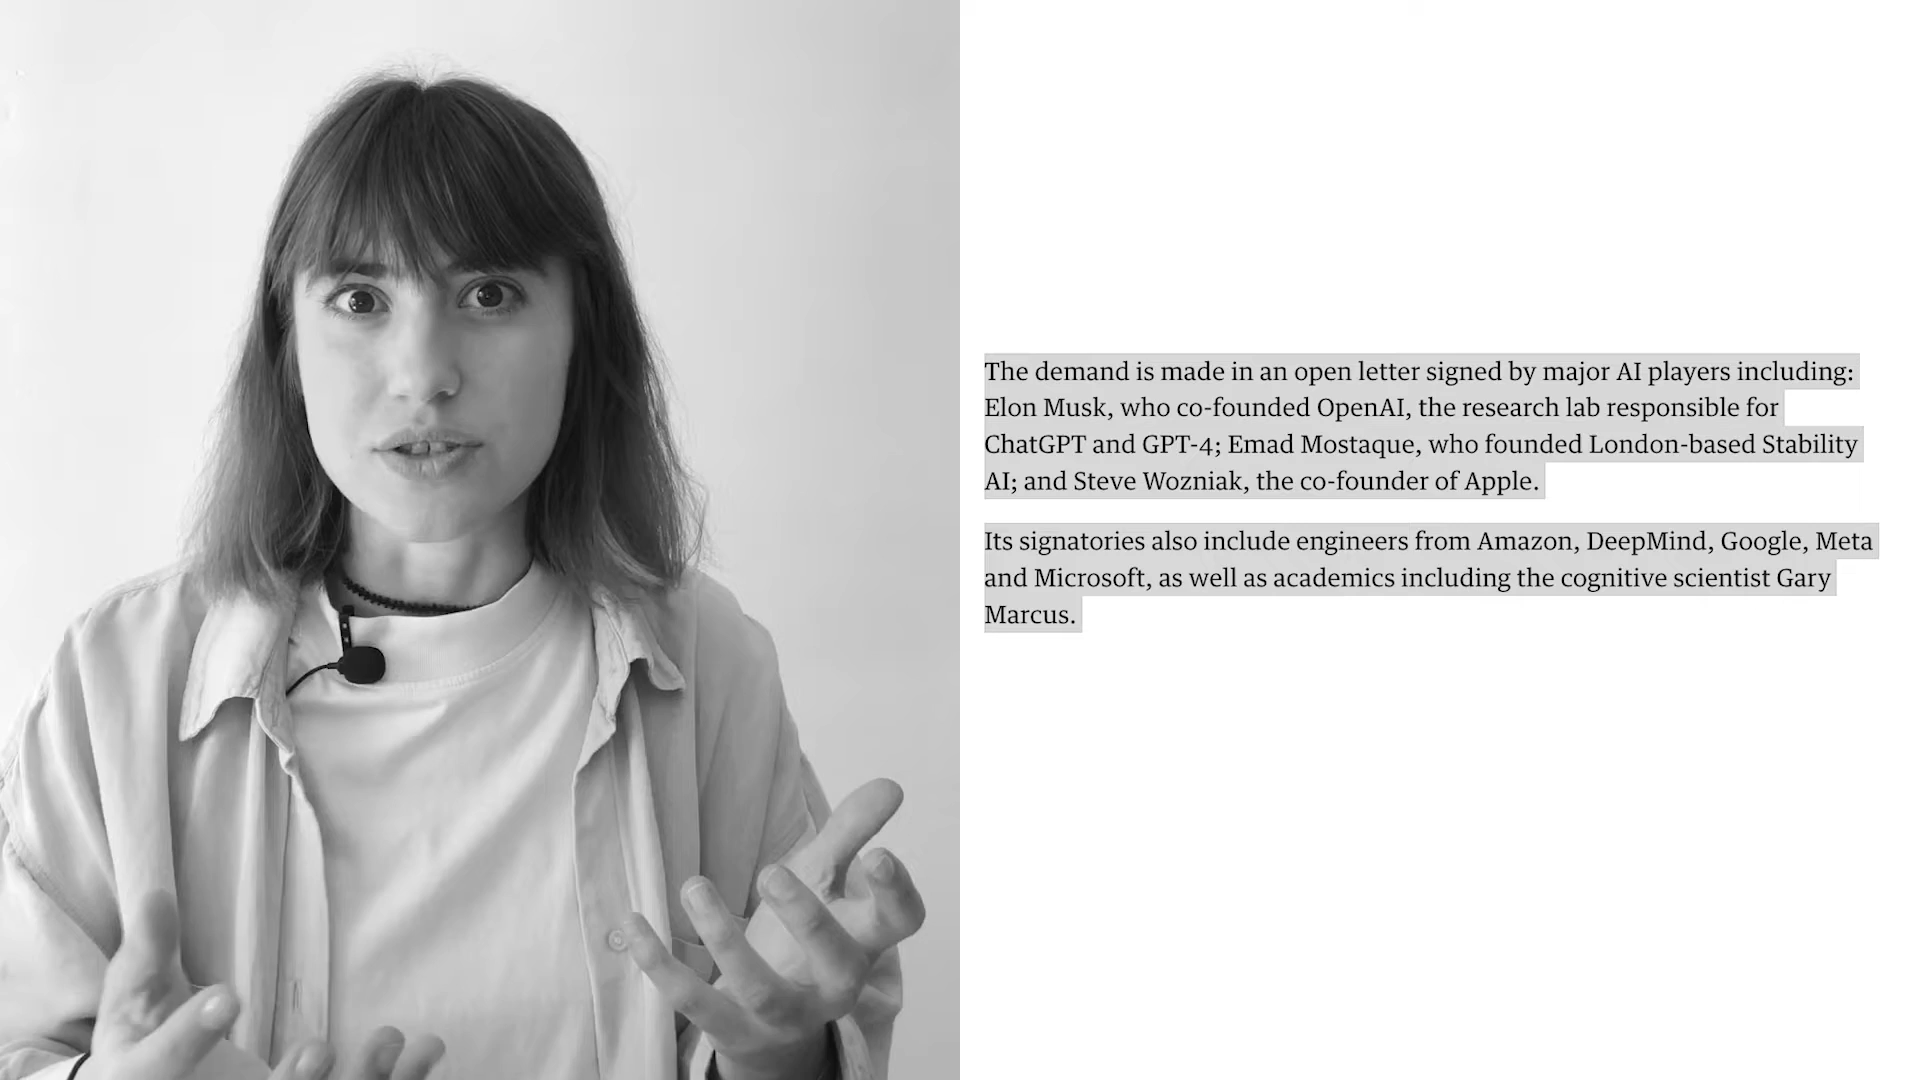 The demand is made in an open letter signed by major AI players including:
Elon Musk, who co-founded OpenAI, the research lab responsible for
ChatGPT and GPT-4; Emad Mostaque, who founded London-based Stability
AI; and Steve Wozniak, the co-founder of Apple.
Its signatories also include engineers from Amazon, DeepMind, Google, Meta
and Microsoft, as well as academics including the cognitive scientist Gary
Marcus.